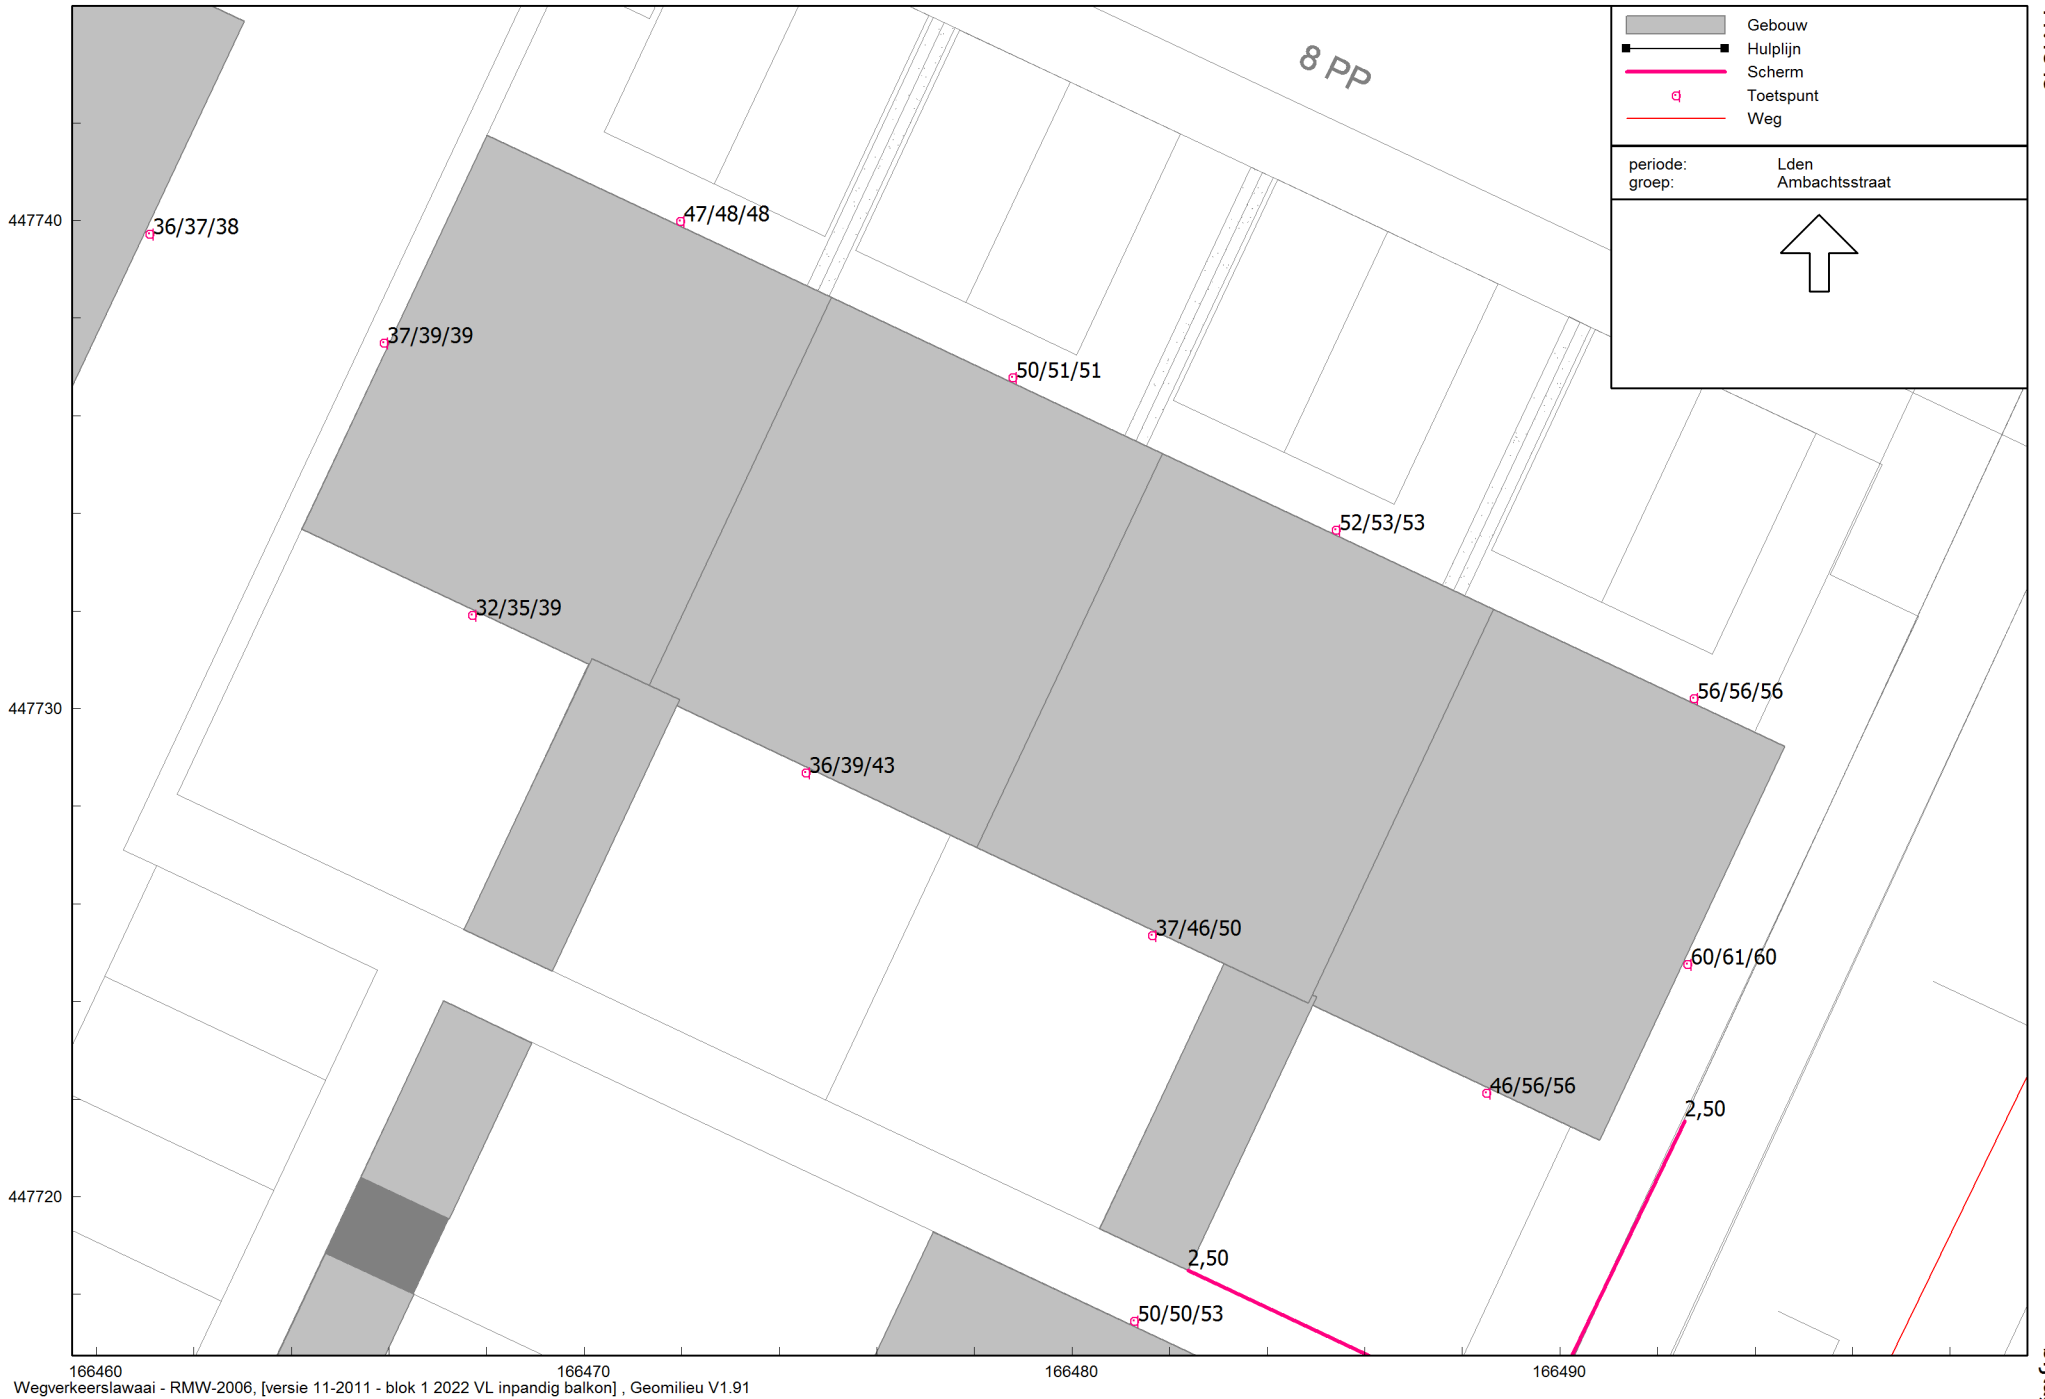 8 PP
Gebouw
Hulplijn
Scherm
Toetspunt
Weg
periode: Lden
groep: Ambachtsstraat
447740
36/37/38
47/48/48
37/39/39
50/51/51
52/53/53
32/35/39
56/56/56
447730
36/39/43
37/46/50
60/61/60
46/56/56
2,50
447720
2,50
50/50/53
166460 166470 166480 166490
Wegverkeerslawaai - RMW-2006, [versie 11-2011 - blok 1 2022 VL inpandig balkon] , Geomilieu V1.91